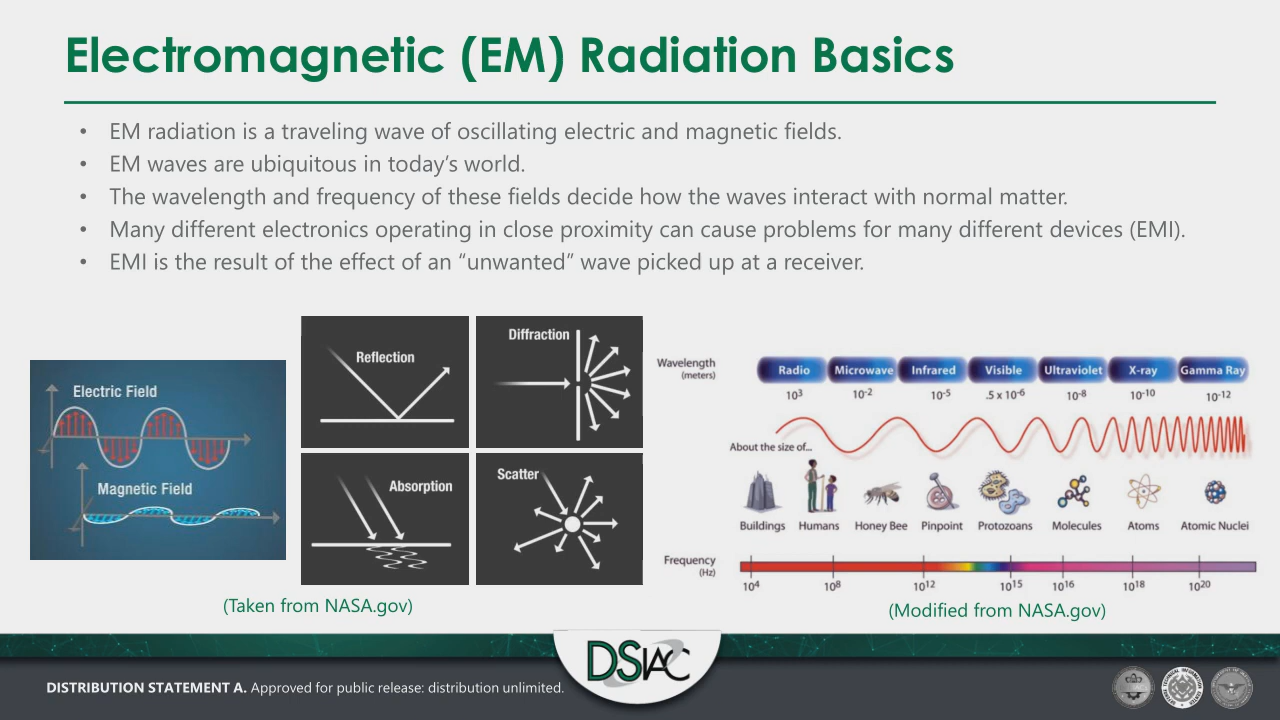 Electromagnetic (EM) Radiation Basics
• EM radiation is a traveling wave of oscillating electric and magnetic fields.
• EM waves are ubiquitous in today’s world.
• The wavelength and frequency of these fields decide how the waves interact with normal matter.
• Many different electronics operating in close proximity can cause problems for many different devices (EMI).
• EMI is the result of the effect of an “unwanted” wave picked up at a receiver.
Electric Field
Magnetic Field
Reflection
Diffraction
Absorption
Scatter
(Taken from NASA.gov)
Wavelength
(meters)
Radio Microwave Infrared Visible Ultraviolet X-ray Gamma Ray
10³ 10⁻² 10⁻⁵ .5 x 10⁻⁶ 10⁻⁸ 10⁻¹⁰ 10⁻¹²
About the size of...
Buildings Humans Honey Bee Pinpoint Protozoans Molecules Atoms Atomic Nuclei
Frequency
(Hz)
10⁴ 10⁸ 10¹² 10¹⁵ 10¹⁶ 10¹⁸ 10²⁰
(Modified from NASA.gov)
DSIAC
DISTRIBUTION STATEMENT A. Approved for public release: distribution unlimited.